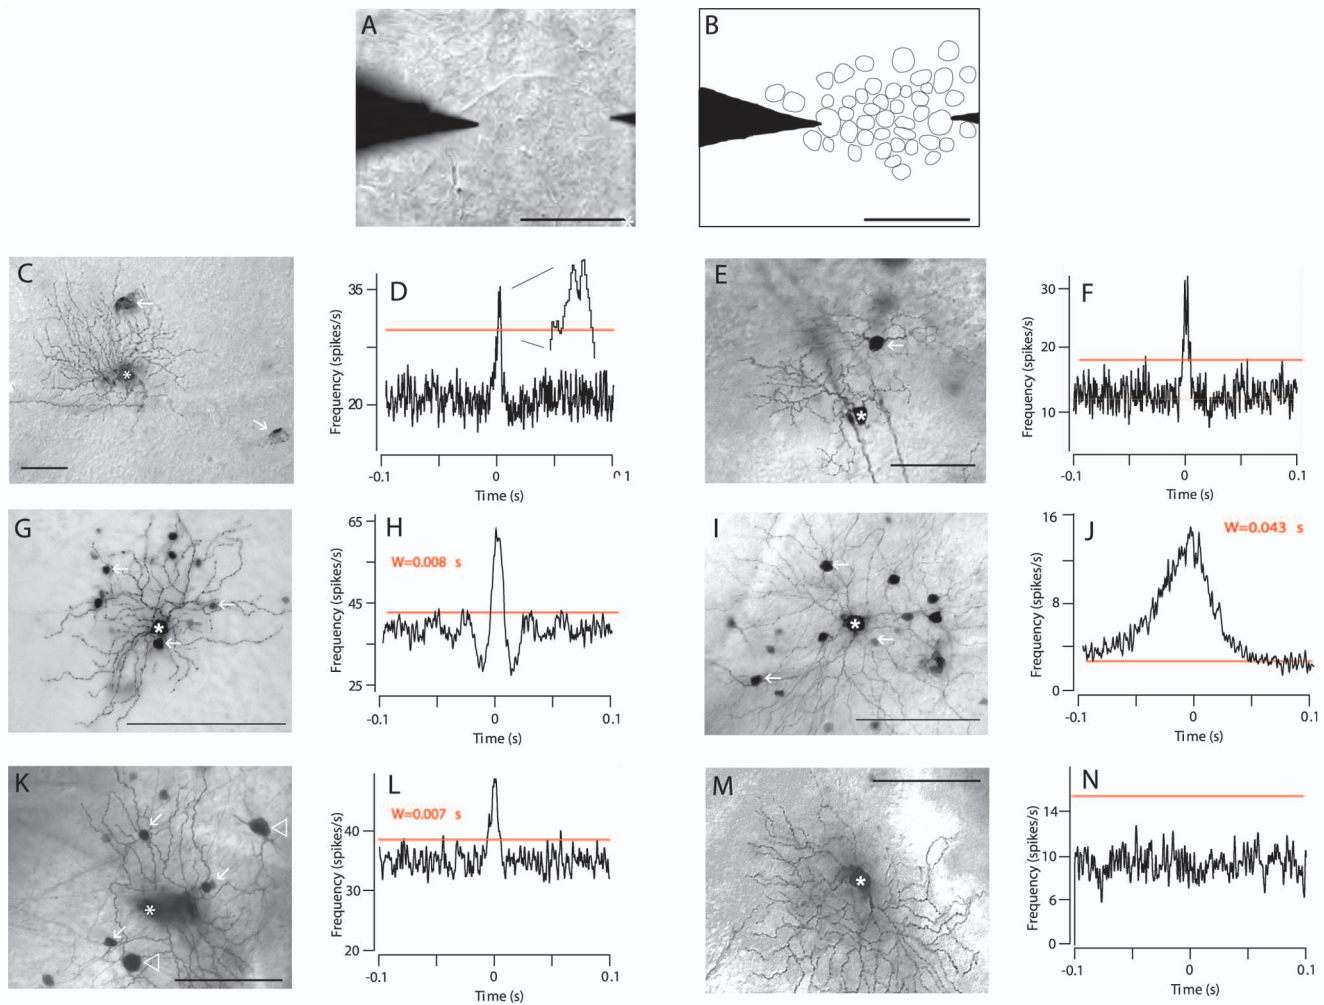 A
B
C
D
35
20
Frequency (spikes/s)
-0.1
0
0.1
Time (s)
E
F
30
20
10
Frequency (spikes/s)
-0.1
0
0.1
Time (s)
G
H
W=0.008 s
65
45
25
Frequency (spikes/s)
-0.1
0
0.1
Time (s)
I
J
W=0.043 s
16
8
0
Frequency (spikes/s)
-0.1
0
0.1
Time (s)
K
L
W=0.007 s
40
30
20
Frequency (spikes/s)
-0.1
0
0.1
Time (s)
M
N
14
10
6
0
Frequency (spikes/s)
-0.1
0
0.1
Time (s)